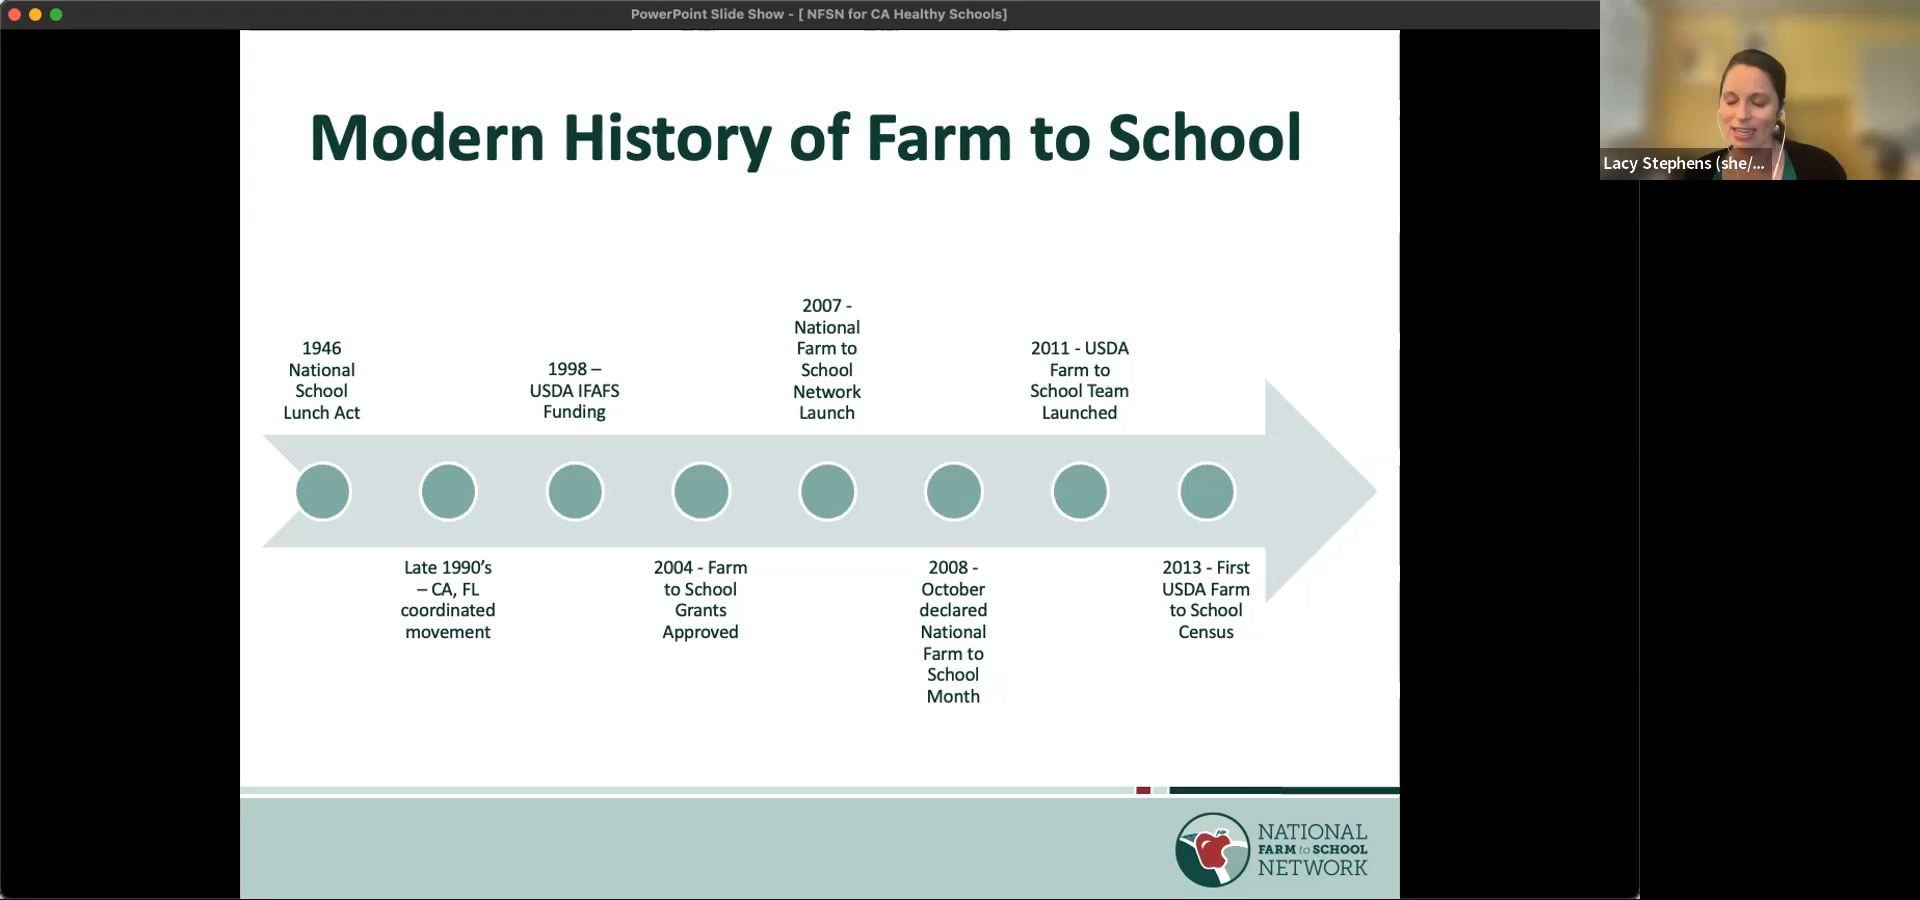 PowerPoint Slide Show - [ NFSN for CA Healthy Schools]
Lacy Stephens (she/...
Modern History of Farm to School
1946
National
School
Lunch Act
Late 1990’s
– CA, FL
coordinated
movement
1998 –
USDA IFAFS
Funding
2004 - Farm
to School
Grants
Approved
2007 -
National
Farm to
School
Network
Launch
2008 -
October
declared
National
Farm to
School
Month
2011 - USDA
Farm to
School Team
Launched
2013 - First
USDA Farm
to School
Census
NATIONAL
FARM to SCHOOL
NETWORK